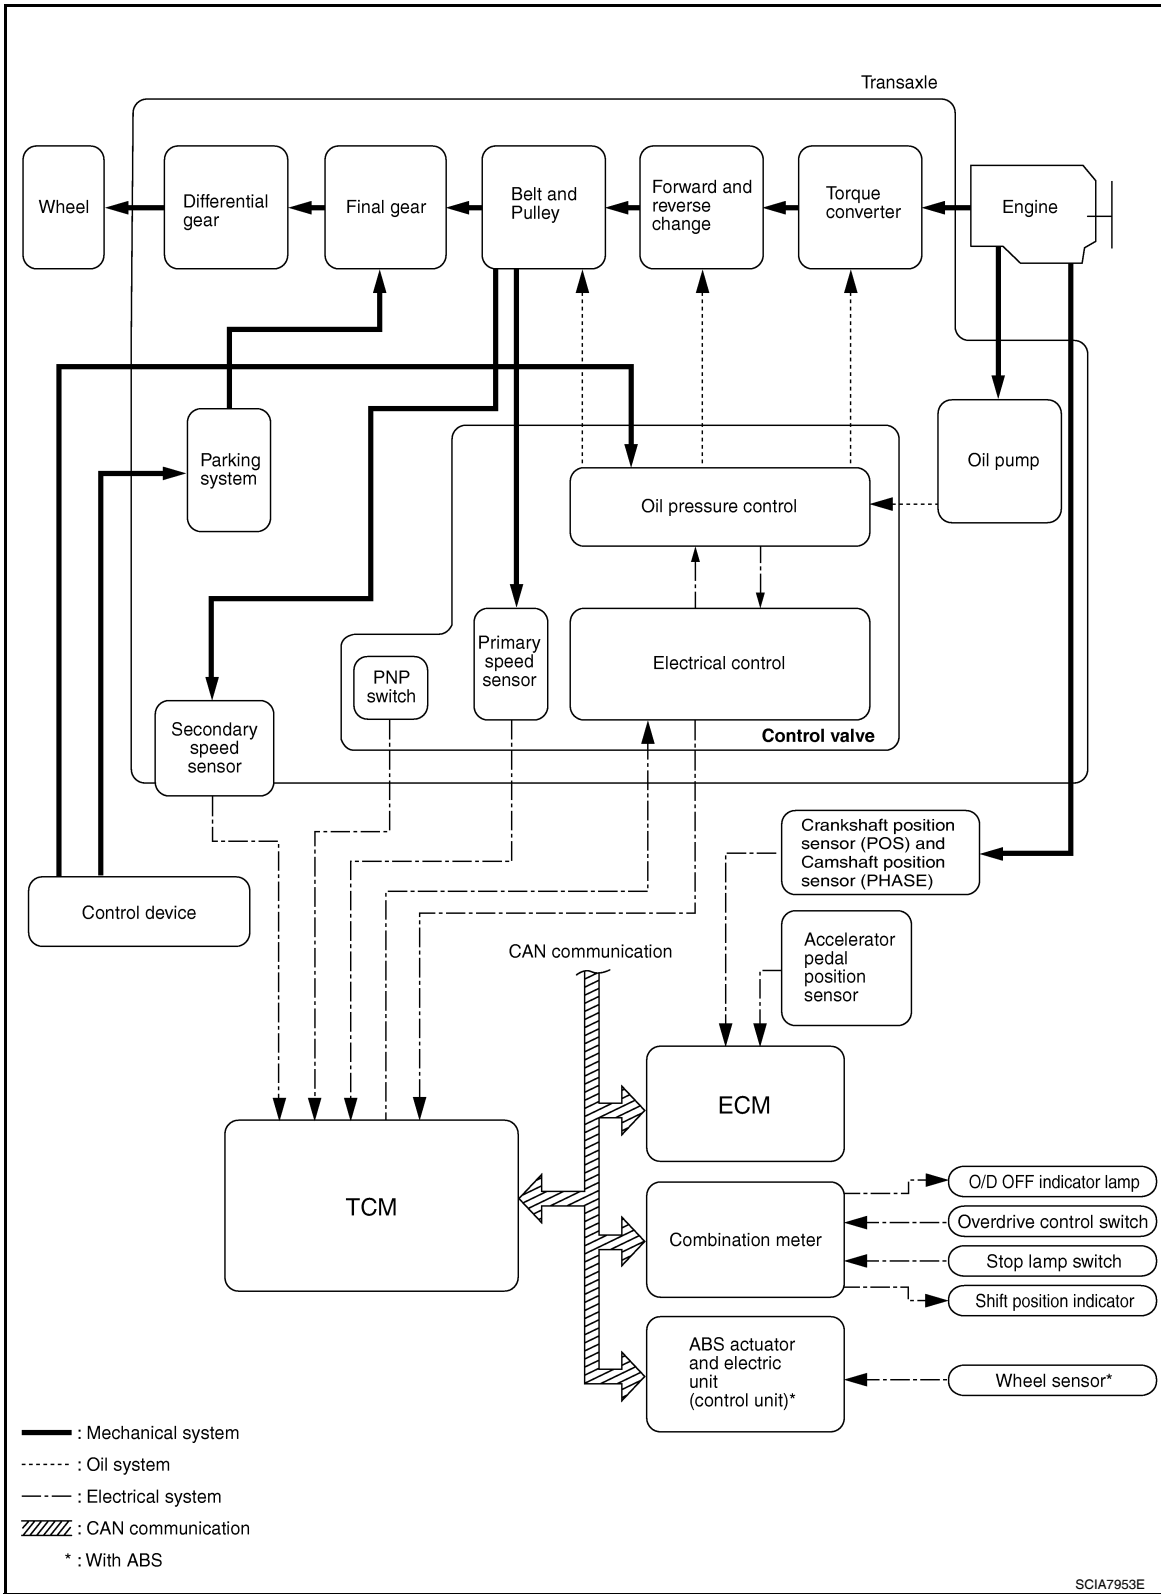 Transaxle
Wheel
Differential
gear
Final gear
Belt and
Pulley
Forward and
reverse
change
Torque
converter
Engine
Parking
system
Oil pressure control
Oil pump
Primary
speed
sensor
Electrical control
PNP
switch
Control valve
Secondary
speed
sensor
Crankshaft position
sensor (POS) and
Camshaft position
sensor (PHASE)
Control device
Accelerator
pedal
position
sensor
CAN communication
ECM
TCM
Combination meter
O/D OFF indicator lamp
Overdrive control switch
Stop lamp switch
Shift position indicator
ABS actuator
and electric
unit
(control unit)*
Wheel sensor*
: Mechanical system
: Oil system
: Electrical system
: CAN communication
* : With ABS
SCIA7953E